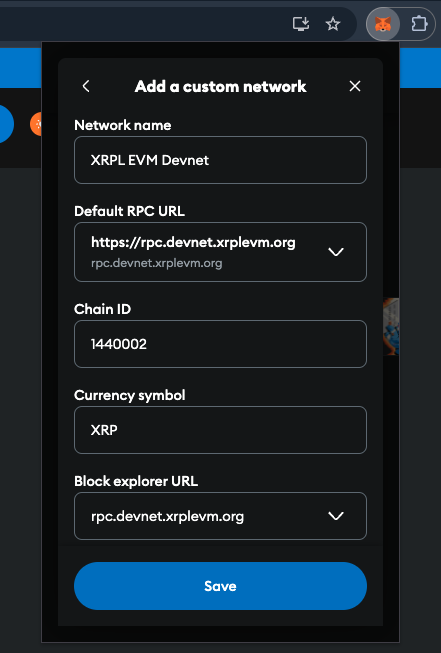 Add a custom network
Network name
XRPL EVM Devnet
Default RPC URL
https://rpc.devnet.xrplevm.org
rpc.devnet.xrplevm.org
Chain ID
1440002
Currency symbol
XRP
Block explorer URL
rpc.devnet.xrplevm.org
Save